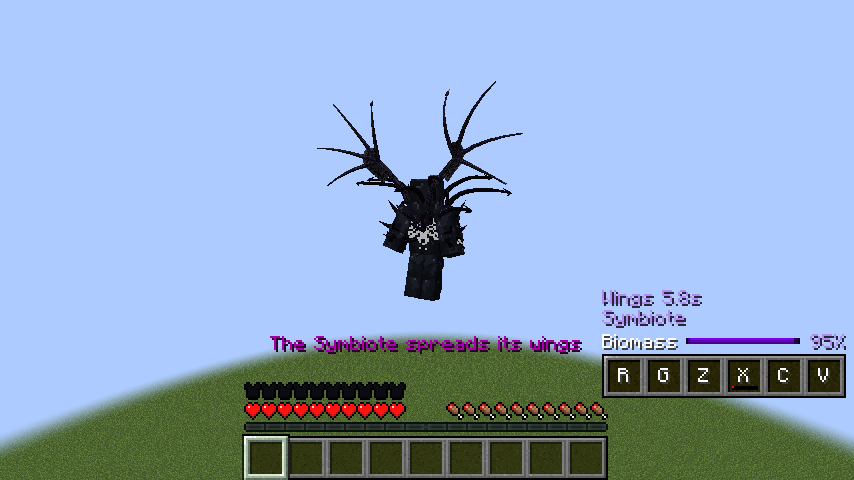 Wings 5.8s
Symbiote
The Symbiote spreads its wings
Biomass 95%
R G Z X C V